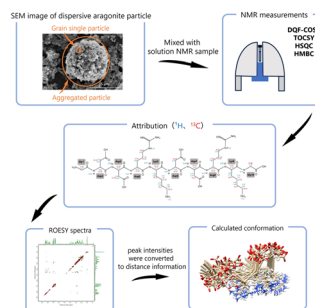 SEM image of dispersive aragonite particle
Grain single particle
Aggregated particle
Mixed with
solution NMR sample
NMR measurements
DQF-COS
TOCSY
HSQC
HMBC
Attribution (¹H、¹³C)
ROESY spectra
peak intensities
were converted
to distance information
Calculated conformation